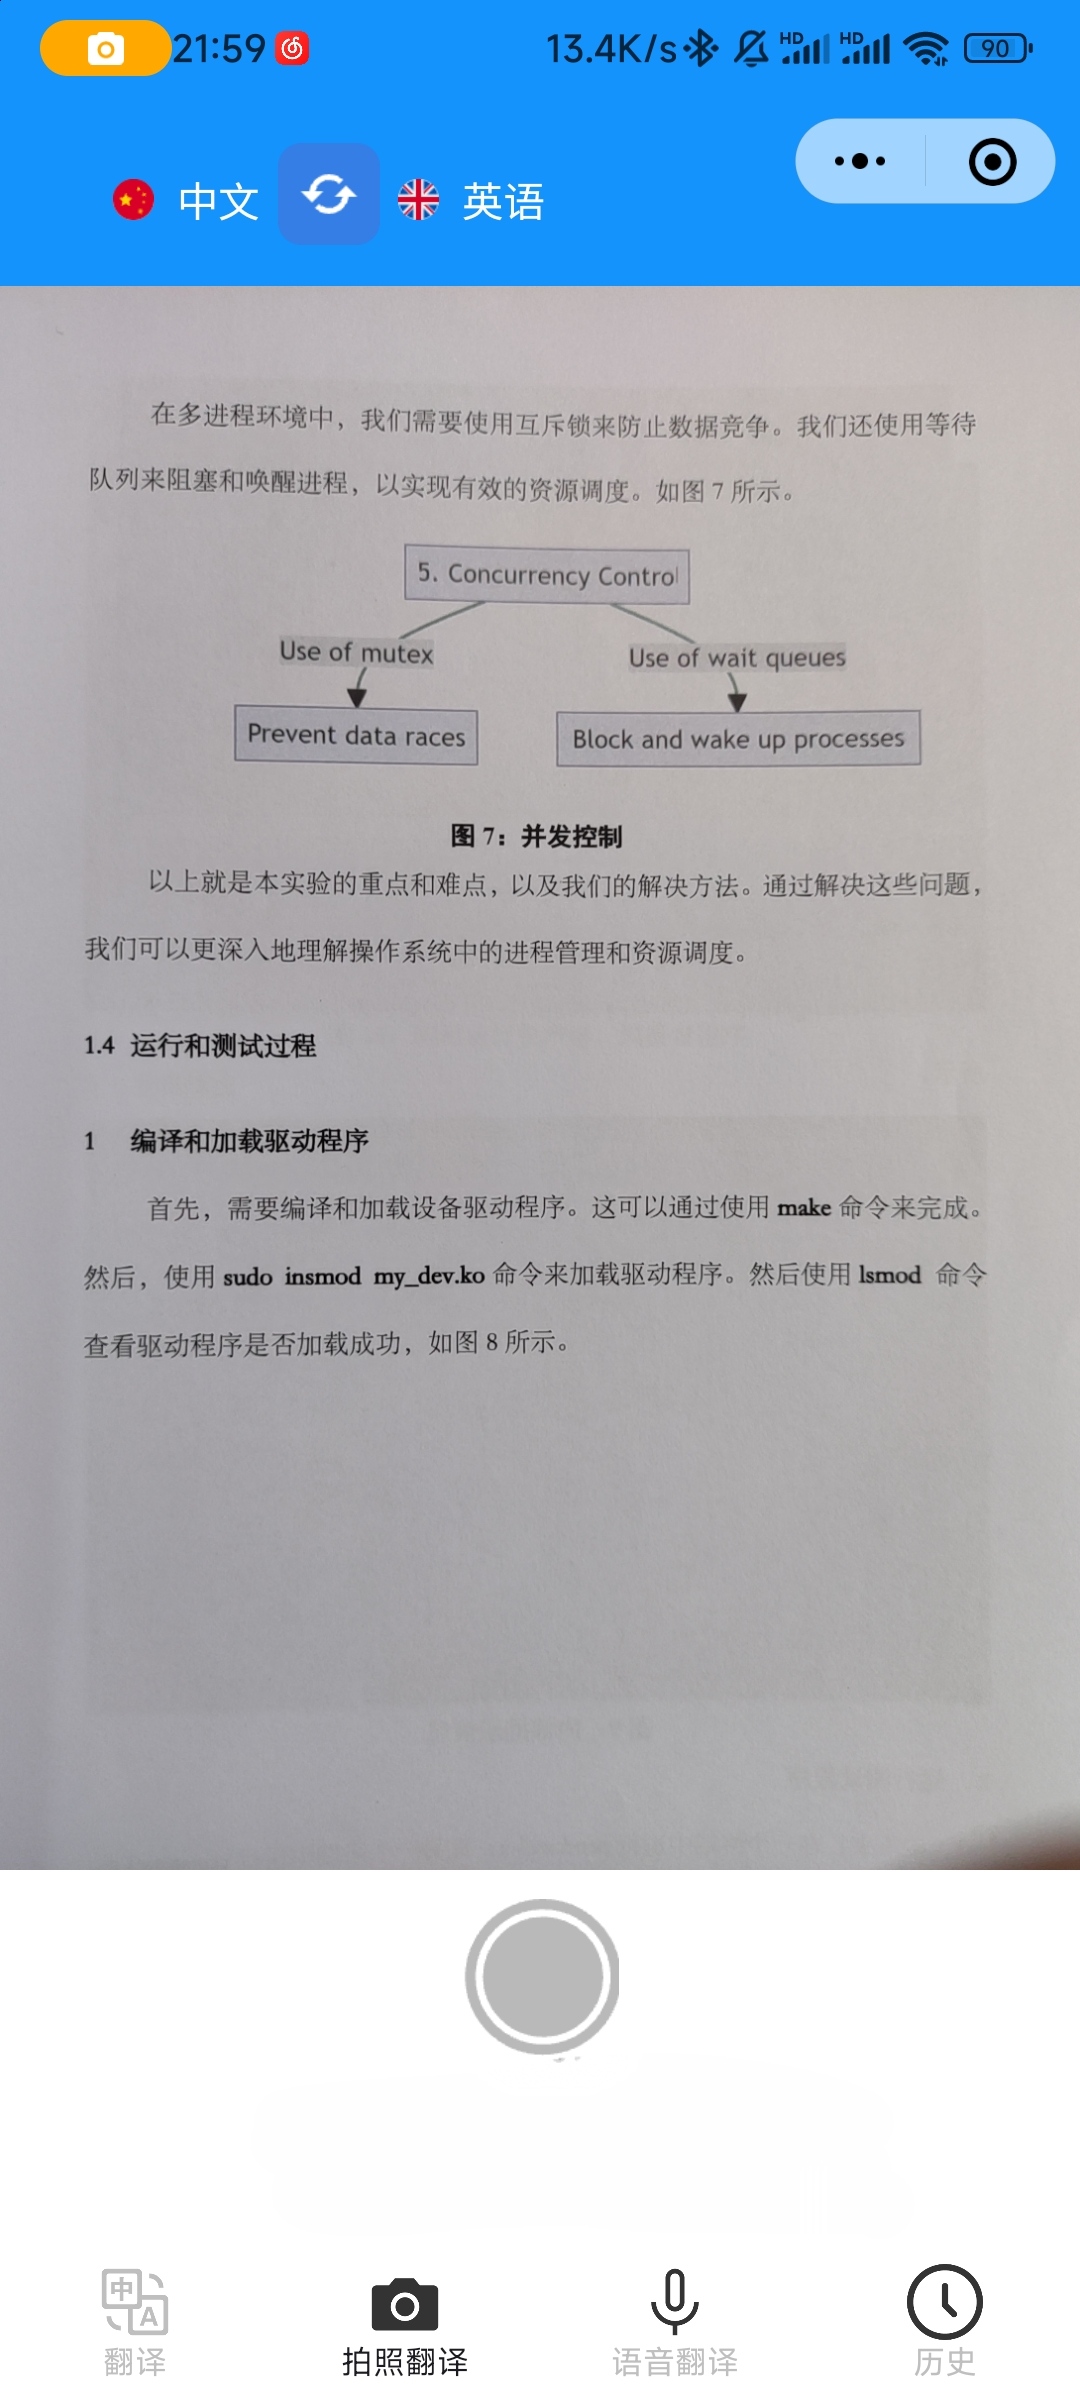 21:59
13.4K/s
HD
HD
90
中文
英语
在多进程环境中，我们需要使用互斥锁来防止数据竞争。我们还使用等待
队列来阻塞和唤醒进程，以实现有效的资源调度。如图 7 所示。
5. Concurrency Control
Use of mutex
Use of wait queues
Prevent data races
Block and wake up processes
图 7：并发控制
以上就是本实验的重点和难点，以及我们的解决方法。通过解决这些问题，
我们可以更深入地理解操作系统中的进程管理和资源调度。
1.4 运行和测试过程
1 编译和加载驱动程序
首先，需要编译和加载设备驱动程序。这可以通过使用 make 命令来完成。
然后，使用 sudo insmod my_dev.ko 命令来加载驱动程序。然后使用 lsmod 命令
查看驱动程序是否加载成功，如图 8 所示。
中
A
翻译
拍照翻译
语音翻译
历史